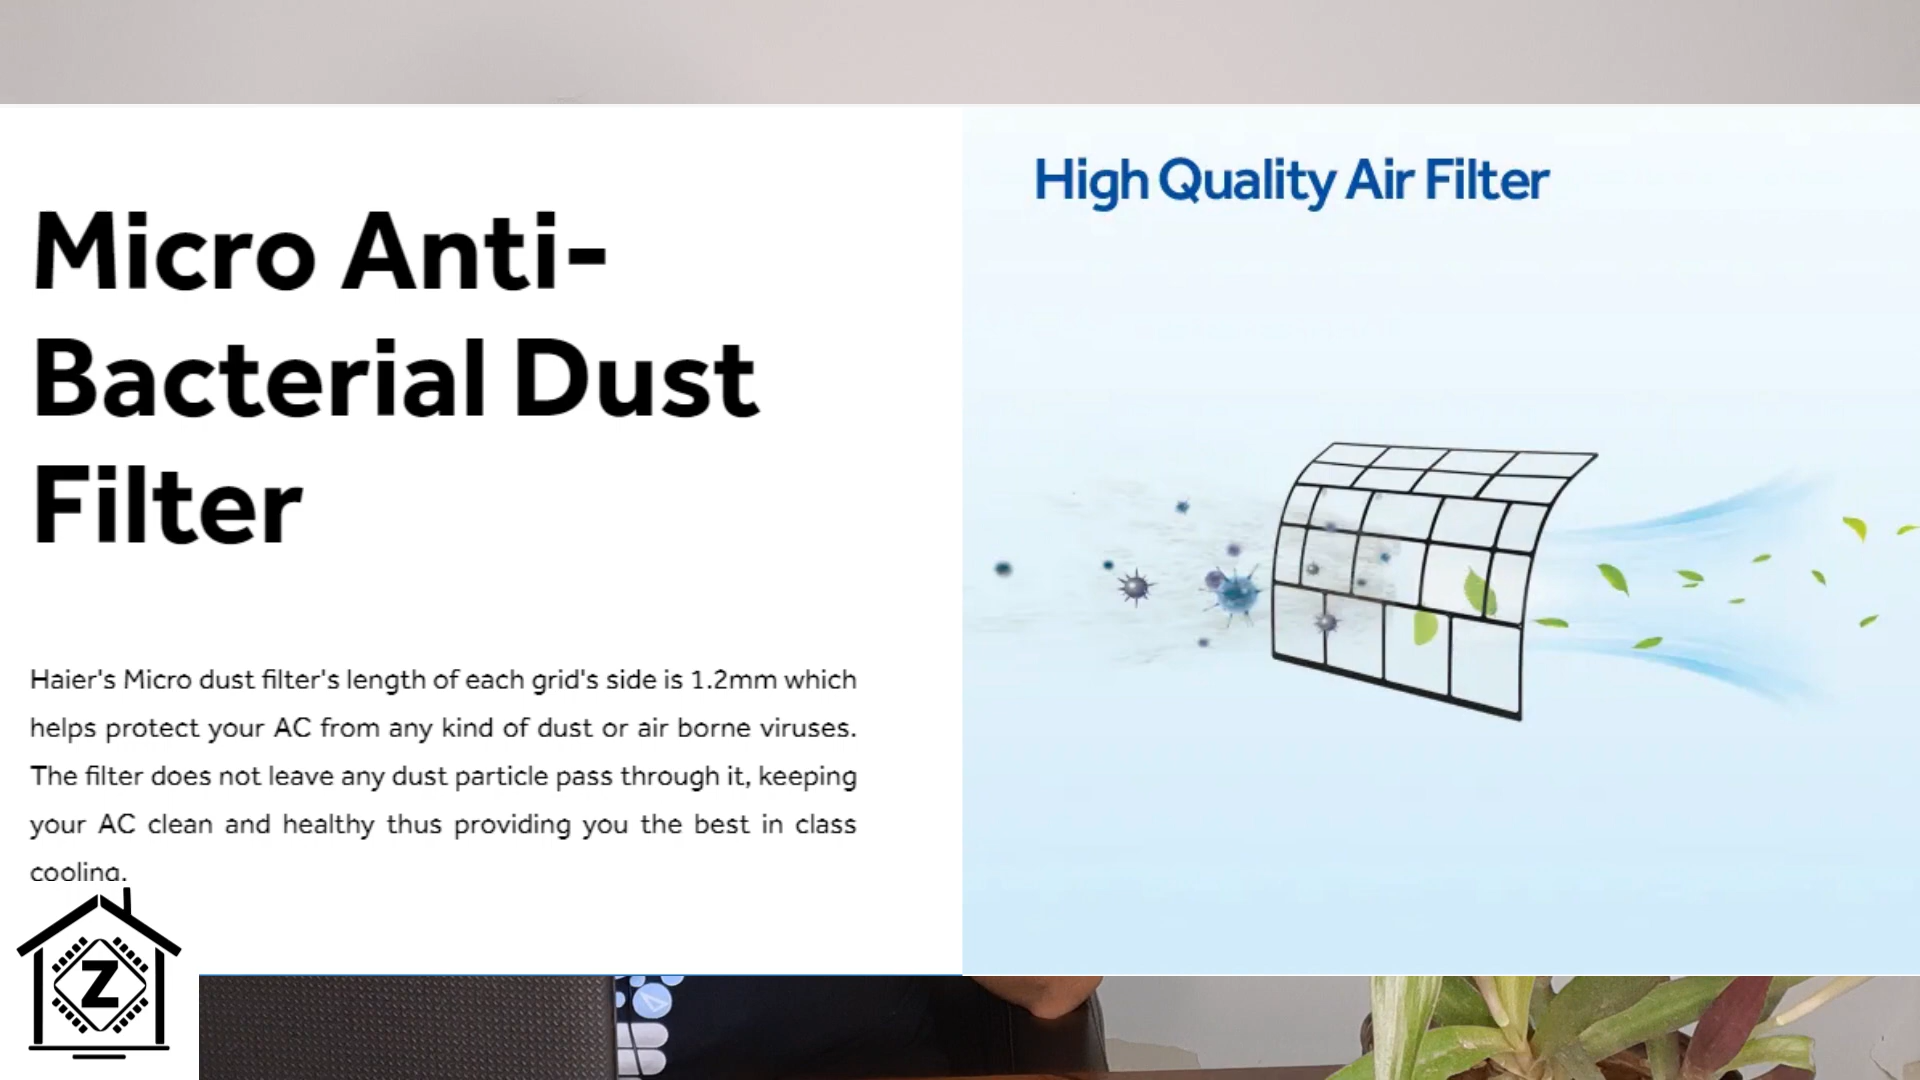 High Quality Air Filter
Micro Anti-
Bacterial Dust
Filter
Haier's Micro dust filter's length of each grid's side is 1.2mm which
helps protect your AC from any kind of dust or air borne viruses.
The filter does not leave any dust particle pass through it, keeping
your AC clean and healthy thus providing you the best in class
cooling.
Z